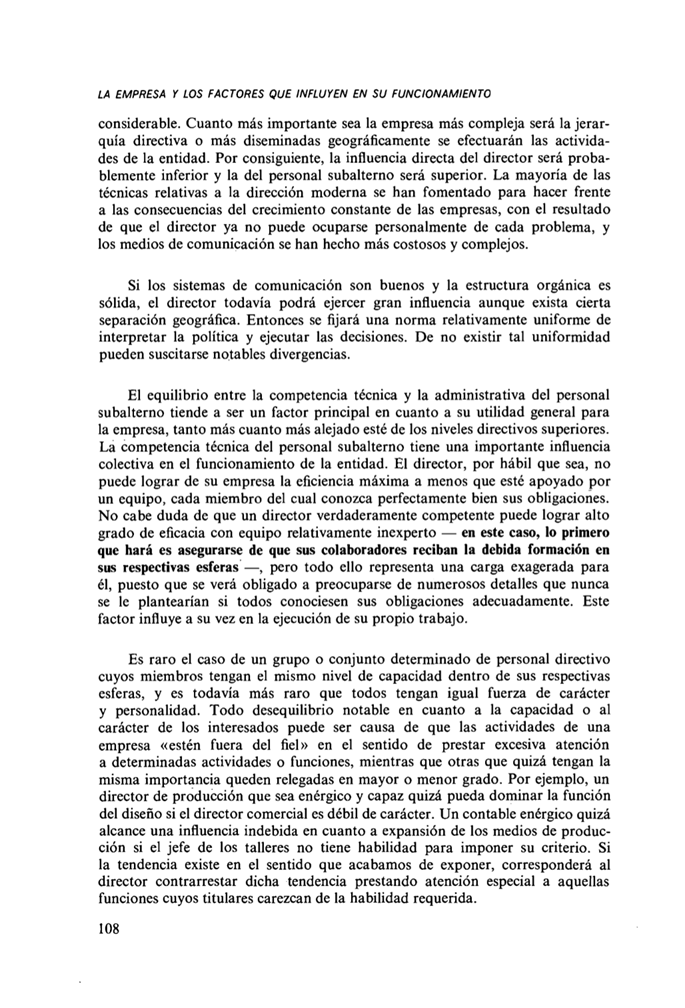 LA EMPRESA Y LOS FACTORES QUE INFLUYEN EN SU FUNCIONAMIENTO
considerable. Cuanto más importante sea la empresa más compleja será la jerar-
quía directiva o más diseminadas geográficamente se efectuarán las activida-
des de la entidad. Por consiguiente, la influencia directa del director será proba-
blemente inferior y la del personal subalterno será superior. La mayoría de las
técnicas relativas a la dirección moderna se han fomentado para hacer frente
a las consecuencias del crecimiento constante de las empresas, con el resultado
de que el director ya no puede ocuparse personalmente de cada problema, y
los medios de comunicación se han hecho más costosos y complejos.
Si los sistemas de comunicación son buenos y la estructura orgánica es
sólida, el director todavía podrá ejercer gran influencia aunque exista cierta
separación geográfica. Entonces se fijará una norma relativamente uniforme de
interpretar la política y ejecutar las decisiones. De no existir tal uniformidad
pueden suscitarse notables divergencias.
El equilibrio entre la competencia técnica y la administrativa del personal
subalterno tiende a ser un factor principal en cuanto a su utilidad general para
la empresa, tanto más cuanto más alejado esté de los niveles directivos superiores.
La competencia técnica del personal subalterno tiene una importante influencia
colectiva en el funcionamiento de la entidad. El director, por hábil que sea, no
puede lograr de su empresa la eficiencia máxima a menos que esté apoyado por
un equipo, cada miembro del cual conozca perfectamente bien sus obligaciones.
No cabe duda de que un director verdaderamente competente puede lograr alto
grado de eficacia con equipo relativamente inexperto — en este caso, lo primero
que hará es asegurarse de que sus colaboradores reciban la debida formación en
sus respectivas esferas —, pero todo ello representa una carga exagerada para
él, puesto que se verá obligado a preocuparse de numerosos detalles que nunca
se le plantearían si todos conociesen sus obligaciones adecuadamente. Este
factor influye a su vez en la ejecución de su propio trabajo.
Es raro el caso de un grupo o conjunto determinado de personal directivo
cuyos miembros tengan el mismo nivel de capacidad dentro de sus respectivas
esferas, y es todavía más raro que todos tengan igual fuerza de carácter
y personalidad. Todo desequilibrio notable en cuanto a la capacidad o al
carácter de los interesados puede ser causa de que las actividades de una
empresa «estén fuera del fiel» en el sentido de prestar excesiva atención
a determinadas actividades o funciones, mientras que otras que quizá tengan la
misma importancia queden relegadas en mayor o menor grado. Por ejemplo, un
director de producción que sea enérgico y capaz quizá pueda dominar la función
del diseño si el director comercial es débil de carácter. Un contable enérgico quizá
alcance una influencia indebida en cuanto a expansión de los medios de produc-
ción si el jefe de los talleres no tiene habilidad para imponer su criterio. Si
la tendencia existe en el sentido que acabamos de exponer, corresponderá al
director contrarrestar dicha tendencia prestando atención especial a aquellas
funciones cuyos titulares carezcan de la habilidad requerida.
108